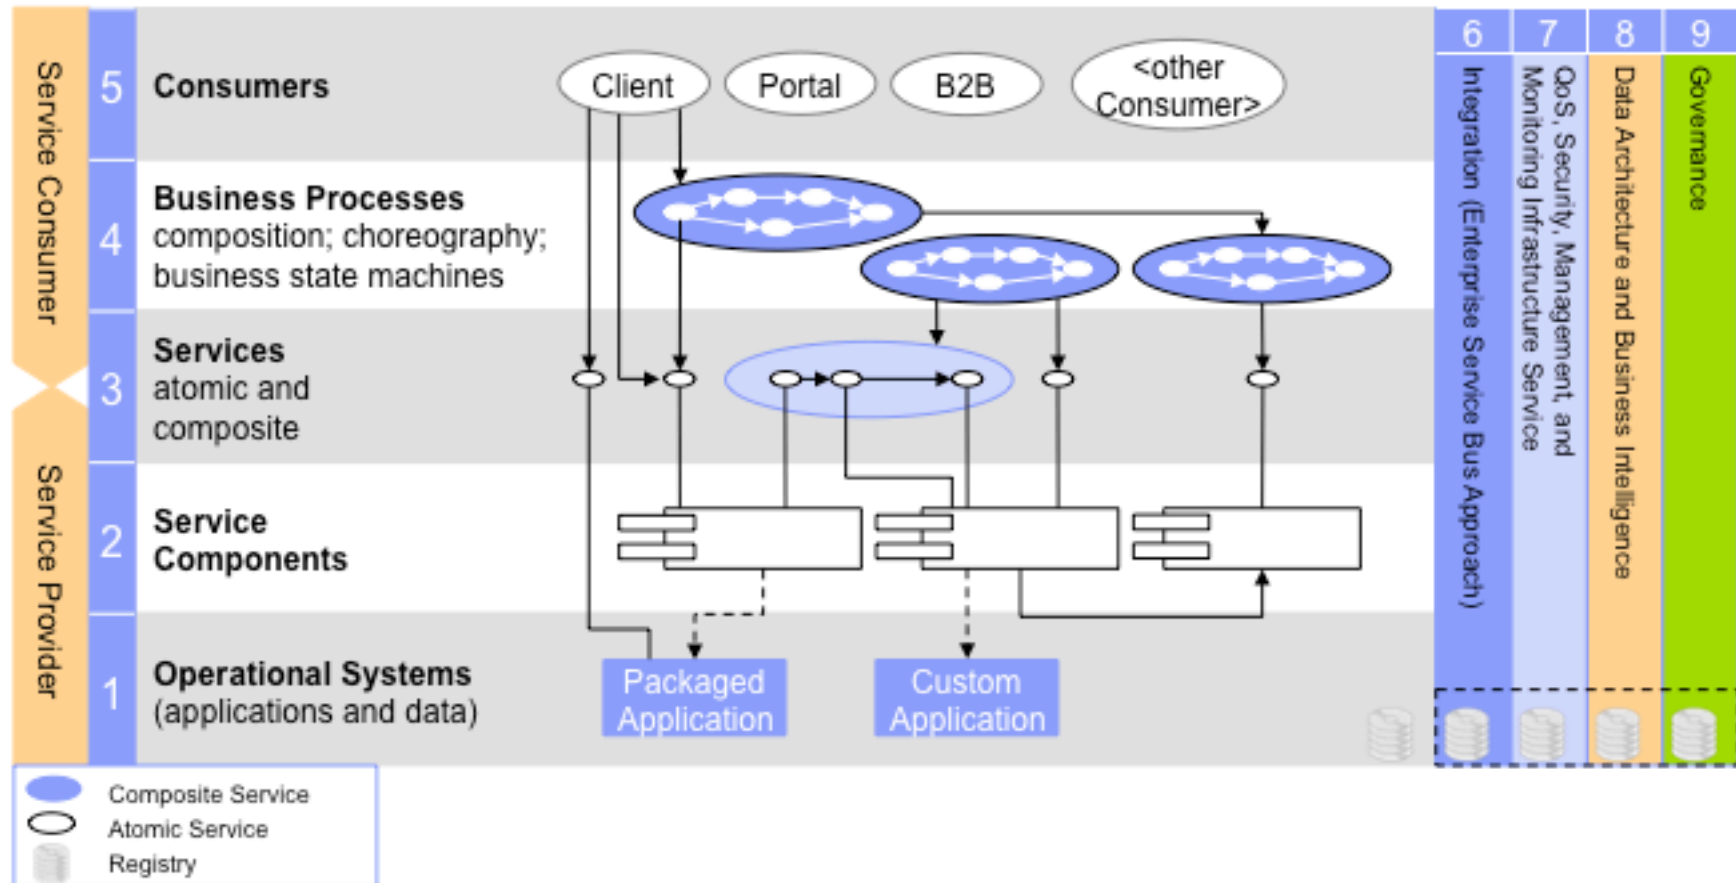 Service Consumer
Service Provider
5
Consumers
Client
Portal
B2B
<other
Consumer>
4
Business Processes
composition; choreography;
business state machines
3
Services
atomic and
composite
2
Service
Components
1
Operational Systems
(applications and data)
Packaged
Application
Custom
Application
6
Integration (Enterprise Service Bus Approach)
7
QoS, Security, Management, and
Monitoring Infrastructure Service
8
Data Architecture and Business Intelligence
9
Governance
Composite Service
Atomic Service
Registry